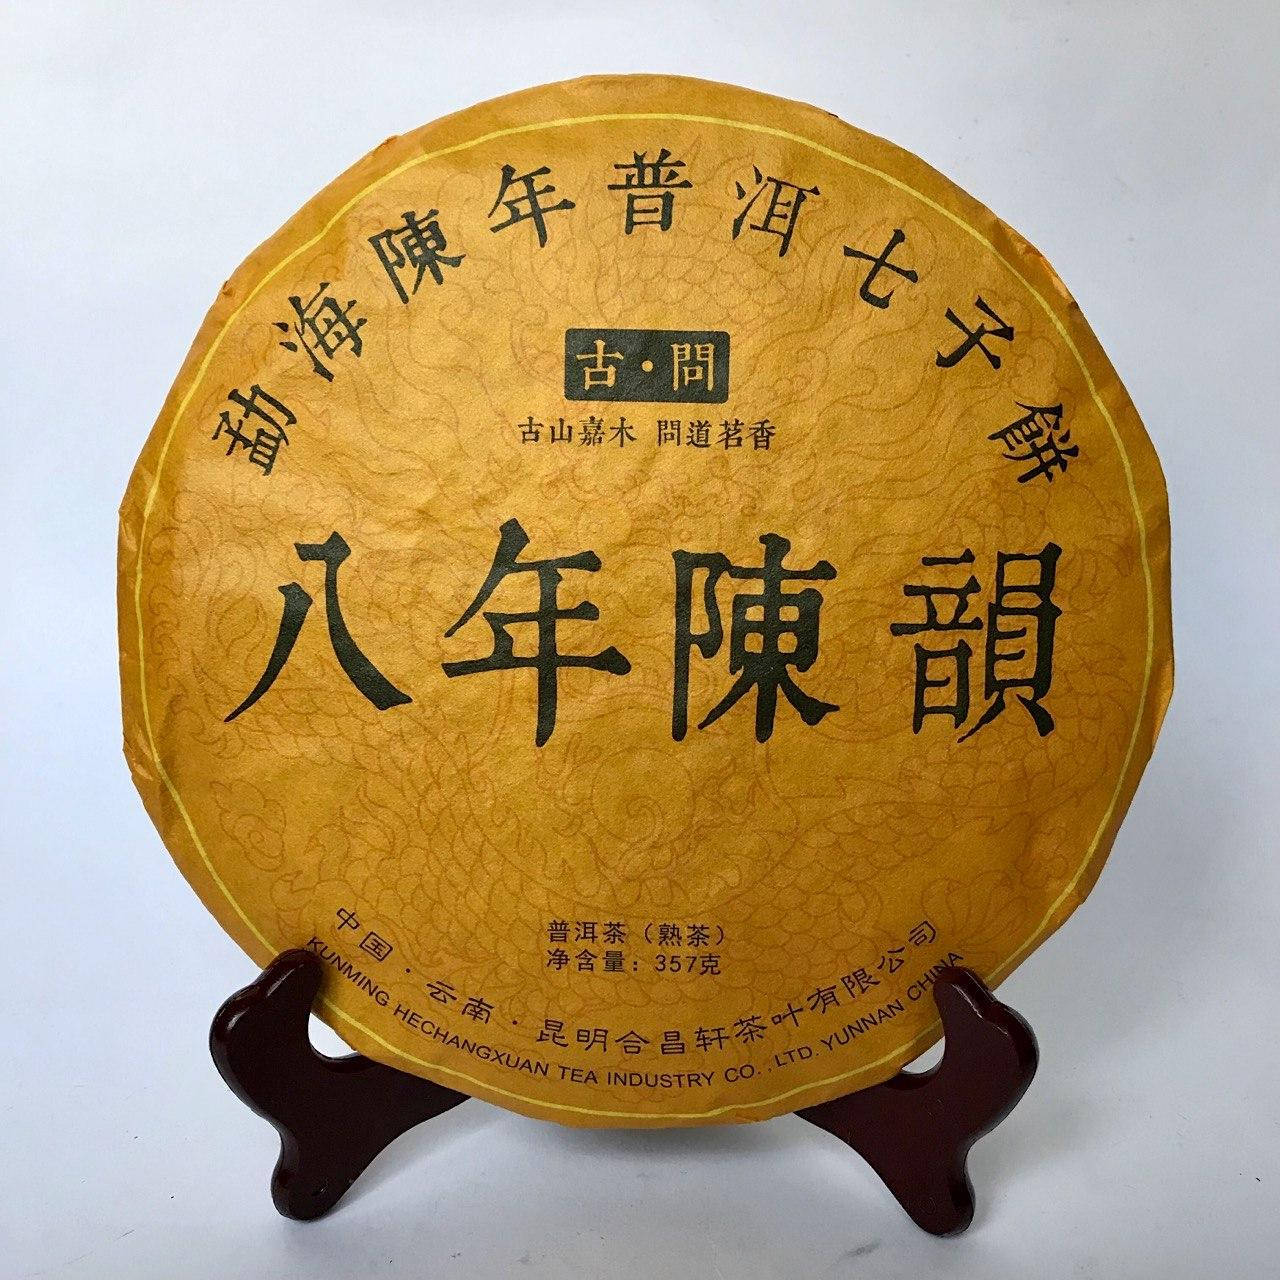 勐海陳年普洱七子餅
古·問
古山嘉木 問道茗香
八年陳韻
普洱茶（熟茶）
净含量：357克
中国·云南·昆明合昌轩茶叶有限公司
KUNMING HECHANGXUAN TEA INDUSTRY CO.,LTD. YUNNAN CHINA